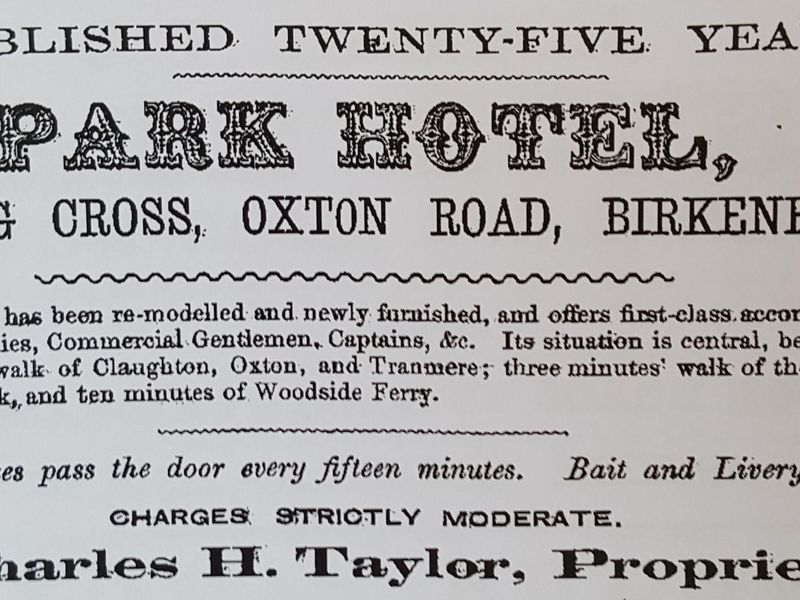 BLISHED TWENTY-FIVE YEA
PARK HOTEL,
G CROSS, OXTON ROAD, BIRKENE
has been re-modelled and newly furnished, and offers first-class accor
ies, Commercial Gentlemen, Captains, &c. Its situation is central, be
walk of Claughton, Oxton, and Tranmere; three minutes' walk of th
k, and ten minutes of Woodside Ferry.
es pass the door every fifteen minutes. Bait and Livery
CHARGES STRICTLY MODERATE.
harles H. Taylor, Proprie